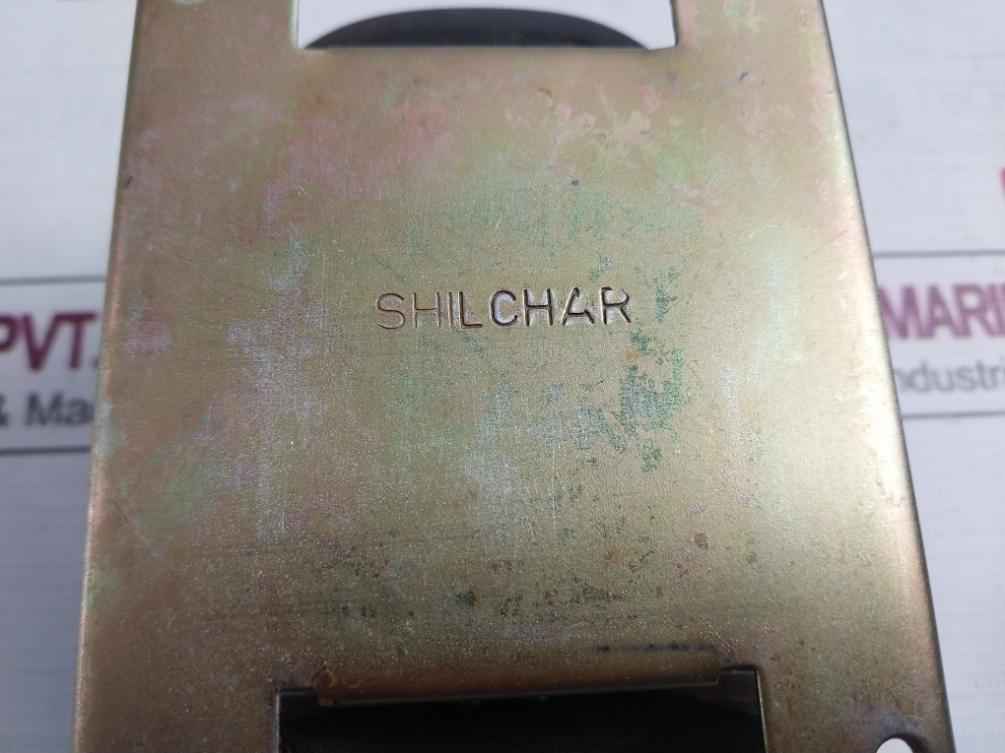 SHILCHAR
PVT.
MARI
& Ma
ndustri